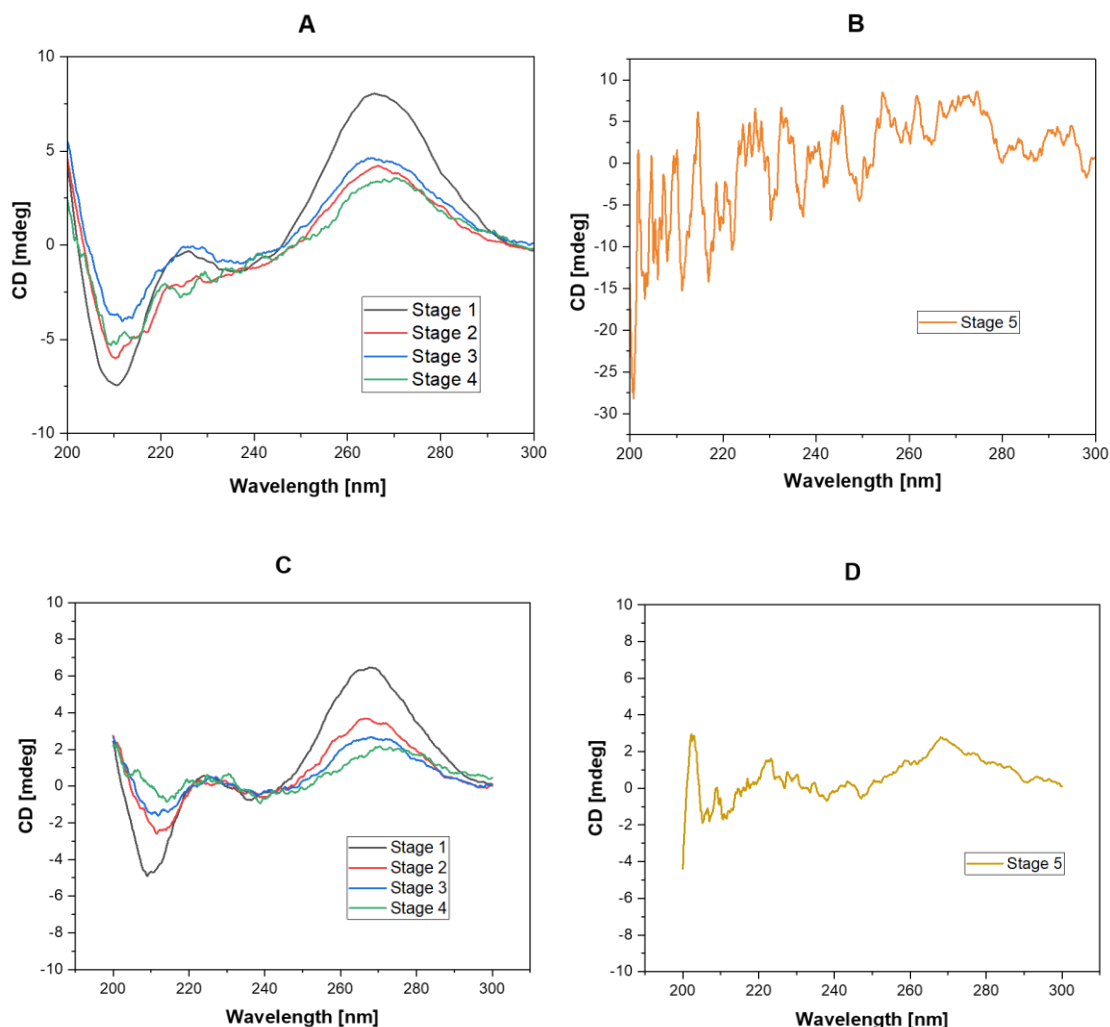 A
CD [mdeg]
10
5
0
-5
-10
200
220
240
260
280
300
Wavelength [nm]
Stage 1
Stage 2
Stage 3
Stage 4
B
CD [mdeg]
10
5
0
-5
-10
-15
-20
-25
-30
200
220
240
260
280
300
Wavelength [nm]
Stage 5
C
CD [mdeg]
10
8
6
4
2
0
-2
-4
-6
-8
-10
200
220
240
260
280
300
Wavelength [nm]
Stage 1
Stage 2
Stage 3
Stage 4
D
CD [mdeg]
10
8
6
4
2
0
-2
-4
-6
-8
-10
200
220
240
260
280
300
Wavelength [nm]
Stage 5